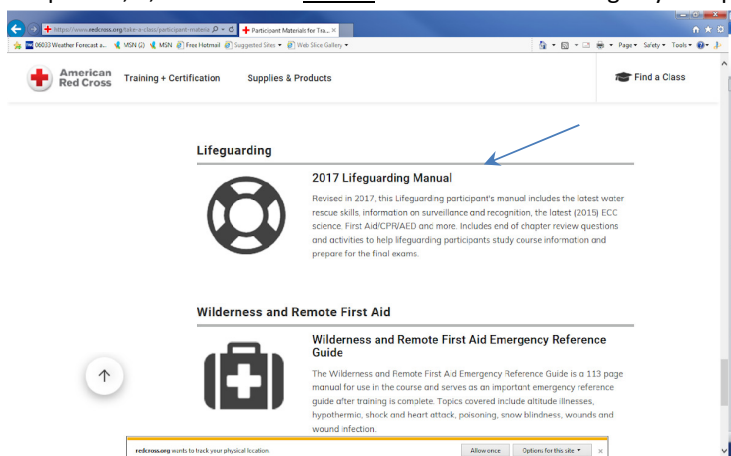 https://www.redcross.org/take-a-class/participant-materia
Participant Materials for Tra...
06033 Weather Forecast a... MSN (2) MSN Free Hotmail Suggested Sites Web Slice Gallery Page Safety Tools
American
Red Cross
Training + Certification Supplies & Products Find a Class
Lifeguarding
2017 Lifeguarding Manual
Revised in 2017, this Lifeguarding participant's manual includes the latest water
rescue skills, information on surveillance and recognition, the latest (2015) ECC
science, First Aid/CPR/AED and more. Includes end of chapter review questions
and activities to help lifeguarding participants study course information and
prepare for the final exams.
Wilderness and Remote First Aid
Wilderness and Remote First Aid Emergency Reference
Guide
The Wilderness and Remote First Aid Emergency Reference Guide is a 113 page
manual for use in the course and serves as an important emergency reference
guide after training is complete. Topics covered include altitude illnesses,
hypothermia, shock and heart attack, poisoning, snow blindness, wounds and
wound infection.
redcross.org wants to track your physical location. Allow once Options for this site